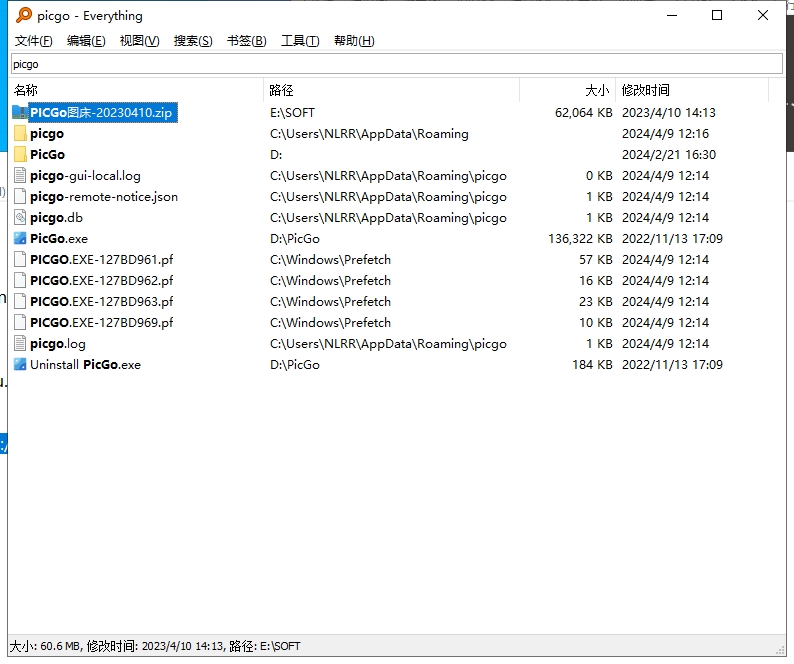 picgo - Everything
文件(F) 编辑(E) 视图(V) 搜索(S) 书签(B) 工具(T) 帮助(H)
picgo
名称 路径 大小 修改时间
PICGo图床-20230410.zip E:\SOFT 62,064 KB 2023/4/10 14:13
picgo C:\Users\NLRR\AppData\Roaming 2024/4/9 12:16
PicGo D: 2024/2/21 16:30
picgo-gui-local.log C:\Users\NLRR\AppData\Roaming\picgo 0 KB 2024/4/9 12:14
picgo-remote-notice.json C:\Users\NLRR\AppData\Roaming\picgo 1 KB 2024/4/9 12:14
picgo.db C:\Users\NLRR\AppData\Roaming\picgo 1 KB 2024/4/9 12:14
PicGo.exe D:\PicGo 136,322 KB 2022/11/13 17:09
PICGO.EXE-127BD961.pf C:\Windows\Prefetch 57 KB 2024/4/9 12:14
PICGO.EXE-127BD962.pf C:\Windows\Prefetch 16 KB 2024/4/9 12:14
PICGO.EXE-127BD963.pf C:\Windows\Prefetch 23 KB 2024/4/9 12:14
PICGO.EXE-127BD969.pf C:\Windows\Prefetch 10 KB 2024/4/9 12:14
picgo.log C:\Users\NLRR\AppData\Roaming\picgo 1 KB 2024/4/9 12:14
Uninstall PicGo.exe D:\PicGo 184 KB 2022/11/13 17:09
大小: 60.6 MB, 修改时间: 2023/4/10 14:13, 路径: E:\SOFT